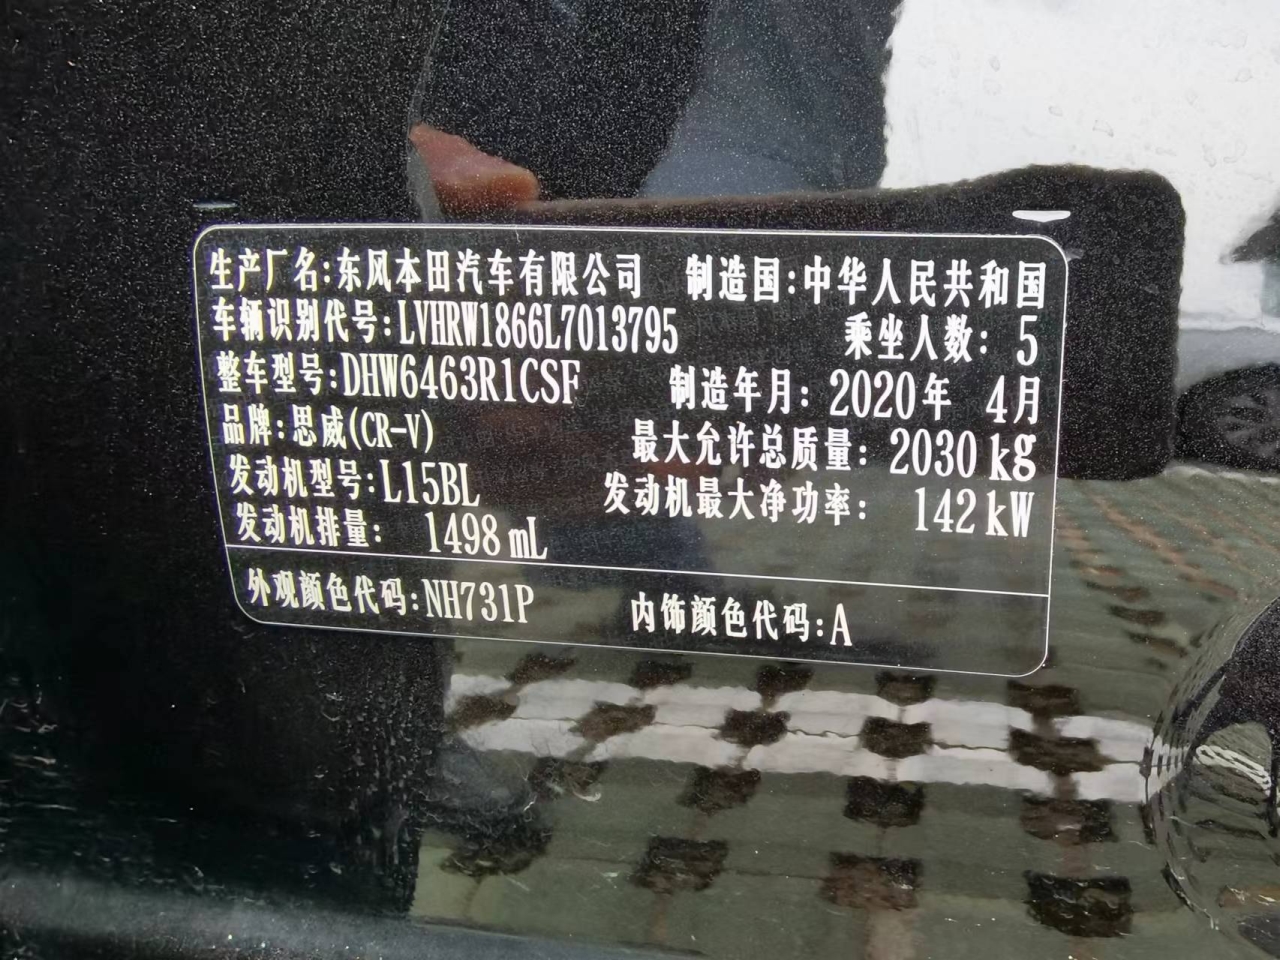 生产厂名:东风本田汽车有限公司 制造国:中华人民共和国
车辆识别代号:LVHRW1866L7013795 乘坐人数: 5
整车型号:DHW6463R1CSF 制造年月: 2020年 4月
品牌:思威(CR-V) 最大允许总质量: 2030 kg
发动机型号:L15BL 发动机最大净功率: 142 kW
发动机排量: 1498 mL
外观颜色代码:NH731P 内饰颜色代码:A